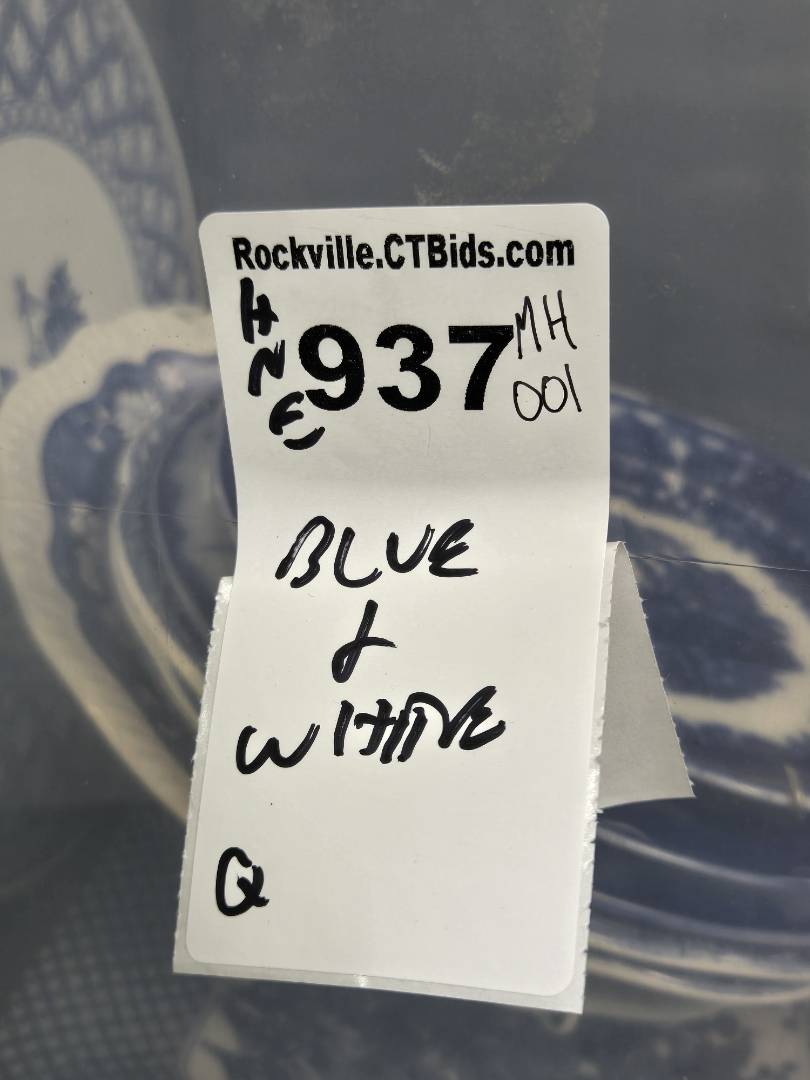 Rockville.CTBids.com
H
N
E
937
MH
001
BLUE
&
WHITE
Q